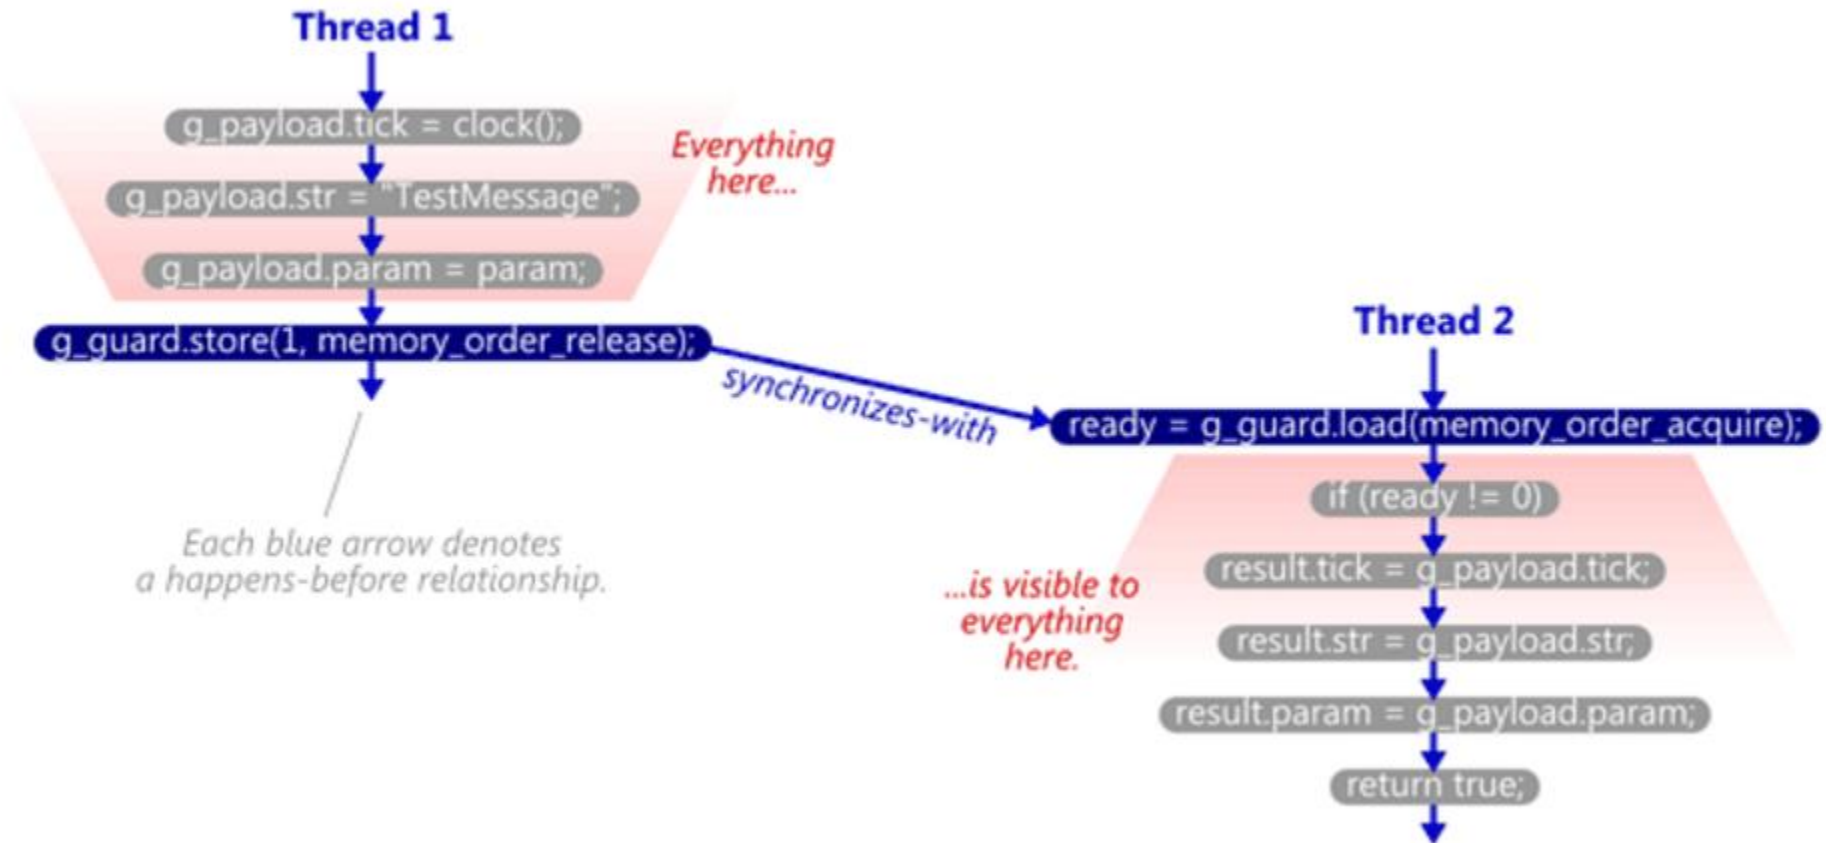 Thread 1
g_payload.tick = clock();
Everything
here...
g_payload.str = "TestMessage";
g_payload.param = param;
g_guard.store(1, memory_order_release);
synchronizes-with
Each blue arrow denotes
a happens-before relationship.
Thread 2
ready = g_guard.load(memory_order_acquire);
if (ready != 0)
...is visible to
everything
here.
result.tick = g_payload.tick;
result.str = g_payload.str;
result.param = g_payload.param;
return true;